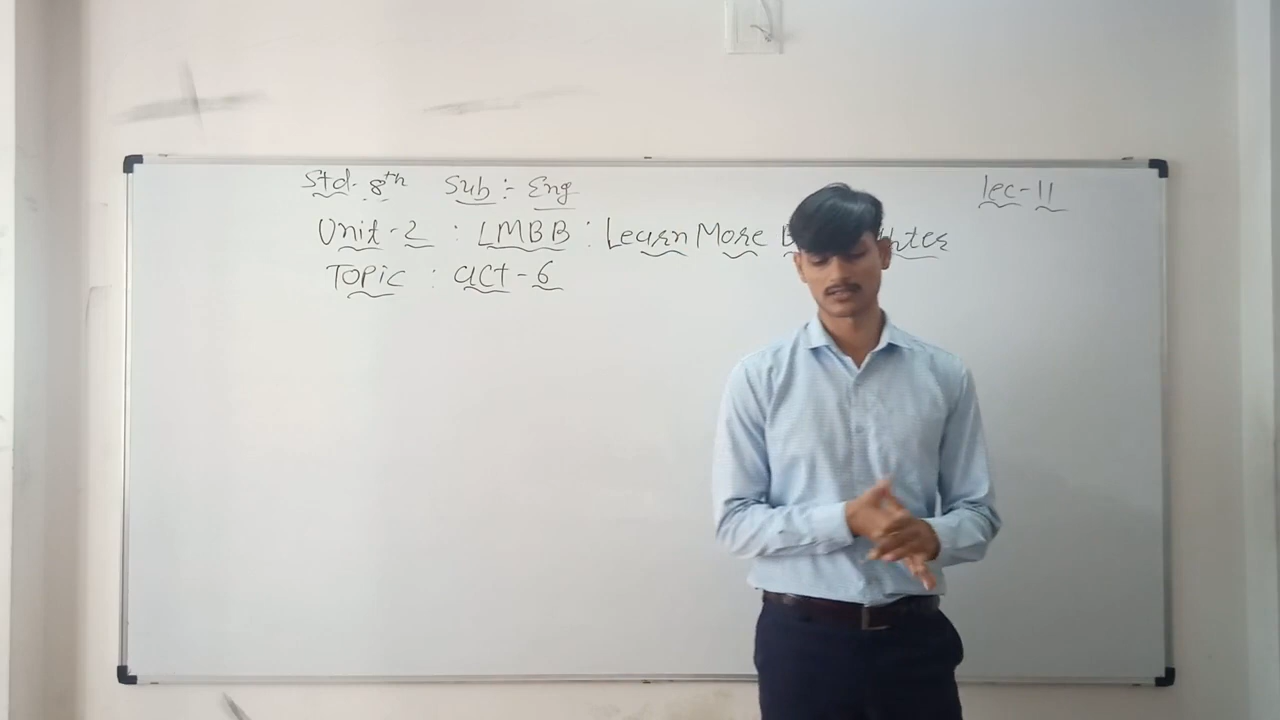 Std- 8th Sub :- Eng lec-11
Unit-2 : LMBB : Learn More
Topic : act-6